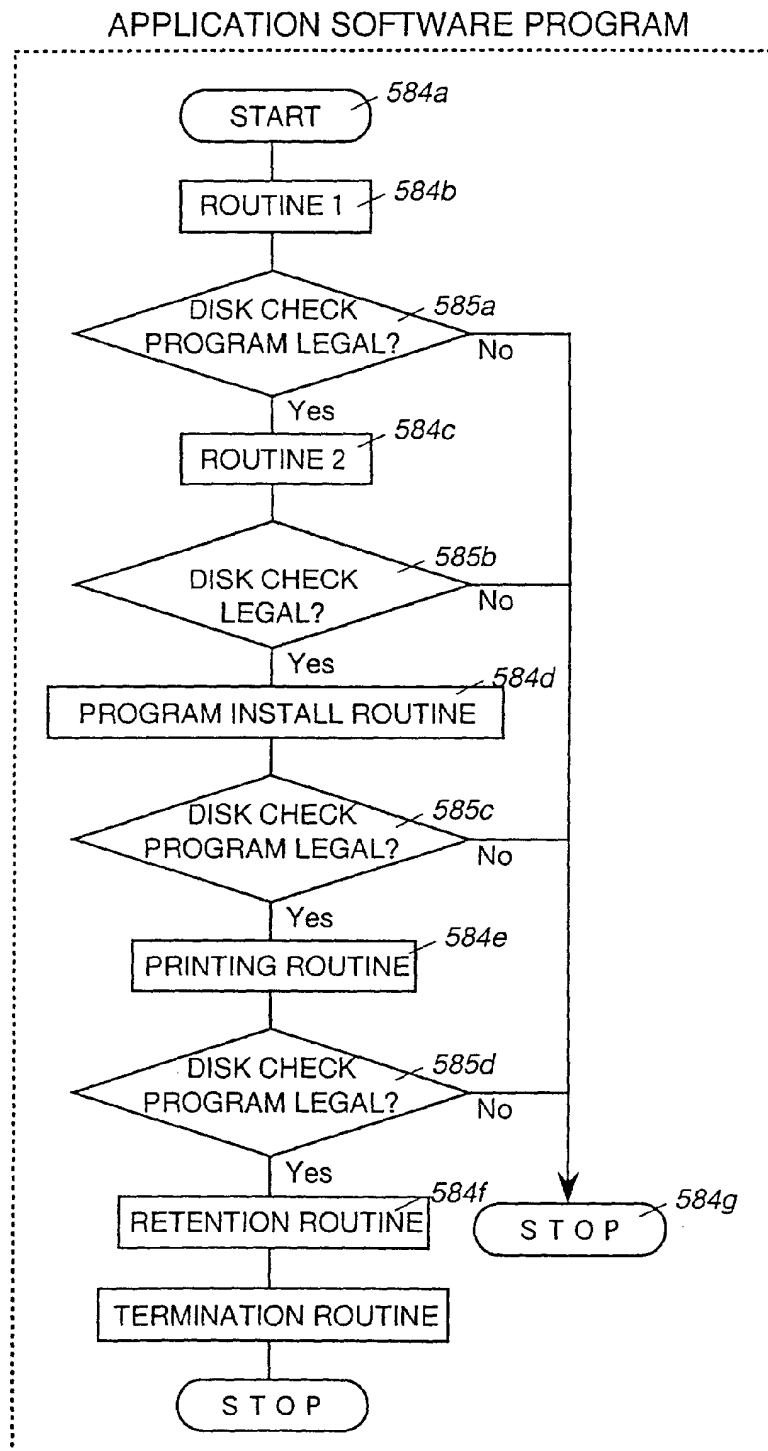 APPLICATION SOFTWARE PROGRAM
START
584a
ROUTINE 1
584b
DISK CHECK
PROGRAM LEGAL?
585a
No
Yes
584c
ROUTINE 2
585b
DISK CHECK
LEGAL?
No
Yes
584d
PROGRAM INSTALL ROUTINE
DISK CHECK
PROGRAM LEGAL?
585c
No
Yes
584e
PRINTING ROUTINE
DISK CHECK
PROGRAM LEGAL?
585d
No
Yes
584f
RETENTION ROUTINE
STOP
584g
TERMINATION ROUTINE
STOP